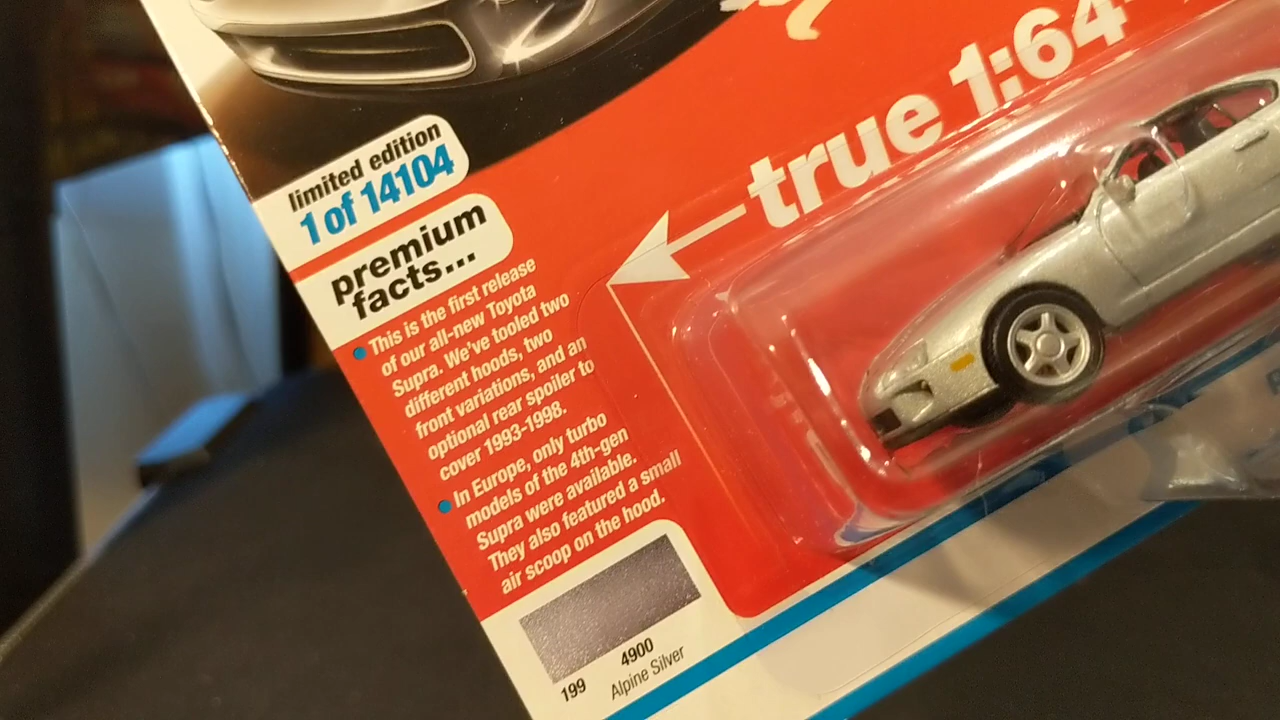 true 1:64
limited edition
1 of 14104
premium
facts...
This is the first release
of our all-new Toyota
Supra. We've tooled two
different hoods, two
front variations, and an
optional rear spoiler to
cover 1993-1998.
In Europe, only turbo
models of the 4th-gen
Supra were available.
They also featured a small
air scoop on the hood.
4900
199 Alpine Silver